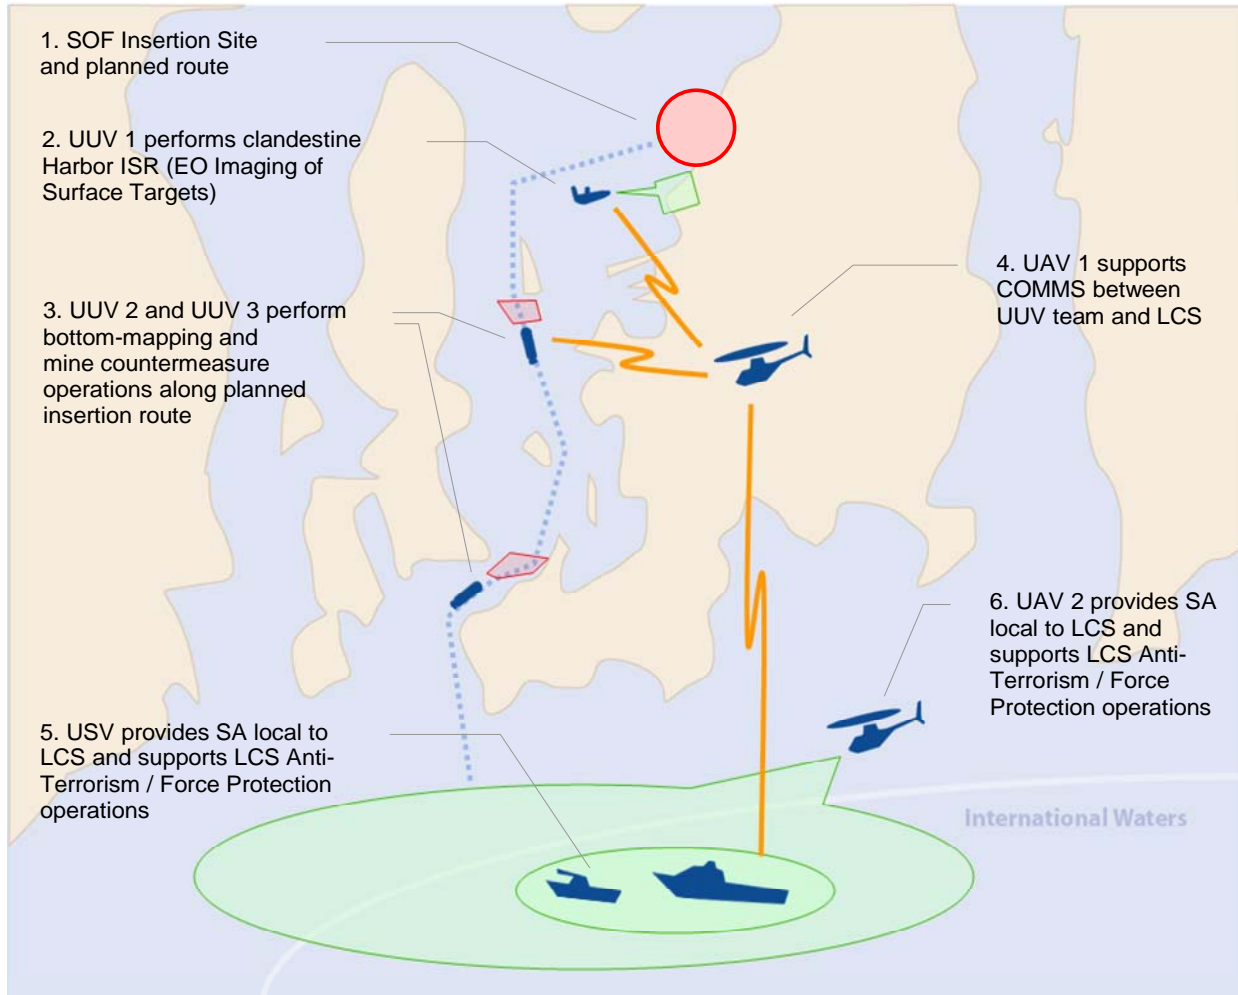 1. SOF Insertion Site
and planned route
2. UUV 1 performs clandestine
Harbor ISR (EO Imaging of
Surface Targets)
3. UUV 2 and UUV 3 perform
bottom-mapping and
mine countermeasure
operations along planned
insertion route
4. UAV 1 supports
COMMS between
UUV team and LCS
5. USV provides SA local to
LCS and supports LCS Anti-
Terrorism / Force Protection
operations
6. UAV 2 provides SA
local to LCS and
supports LCS Anti-
Terrorism / Force
Protection operations
International Waters